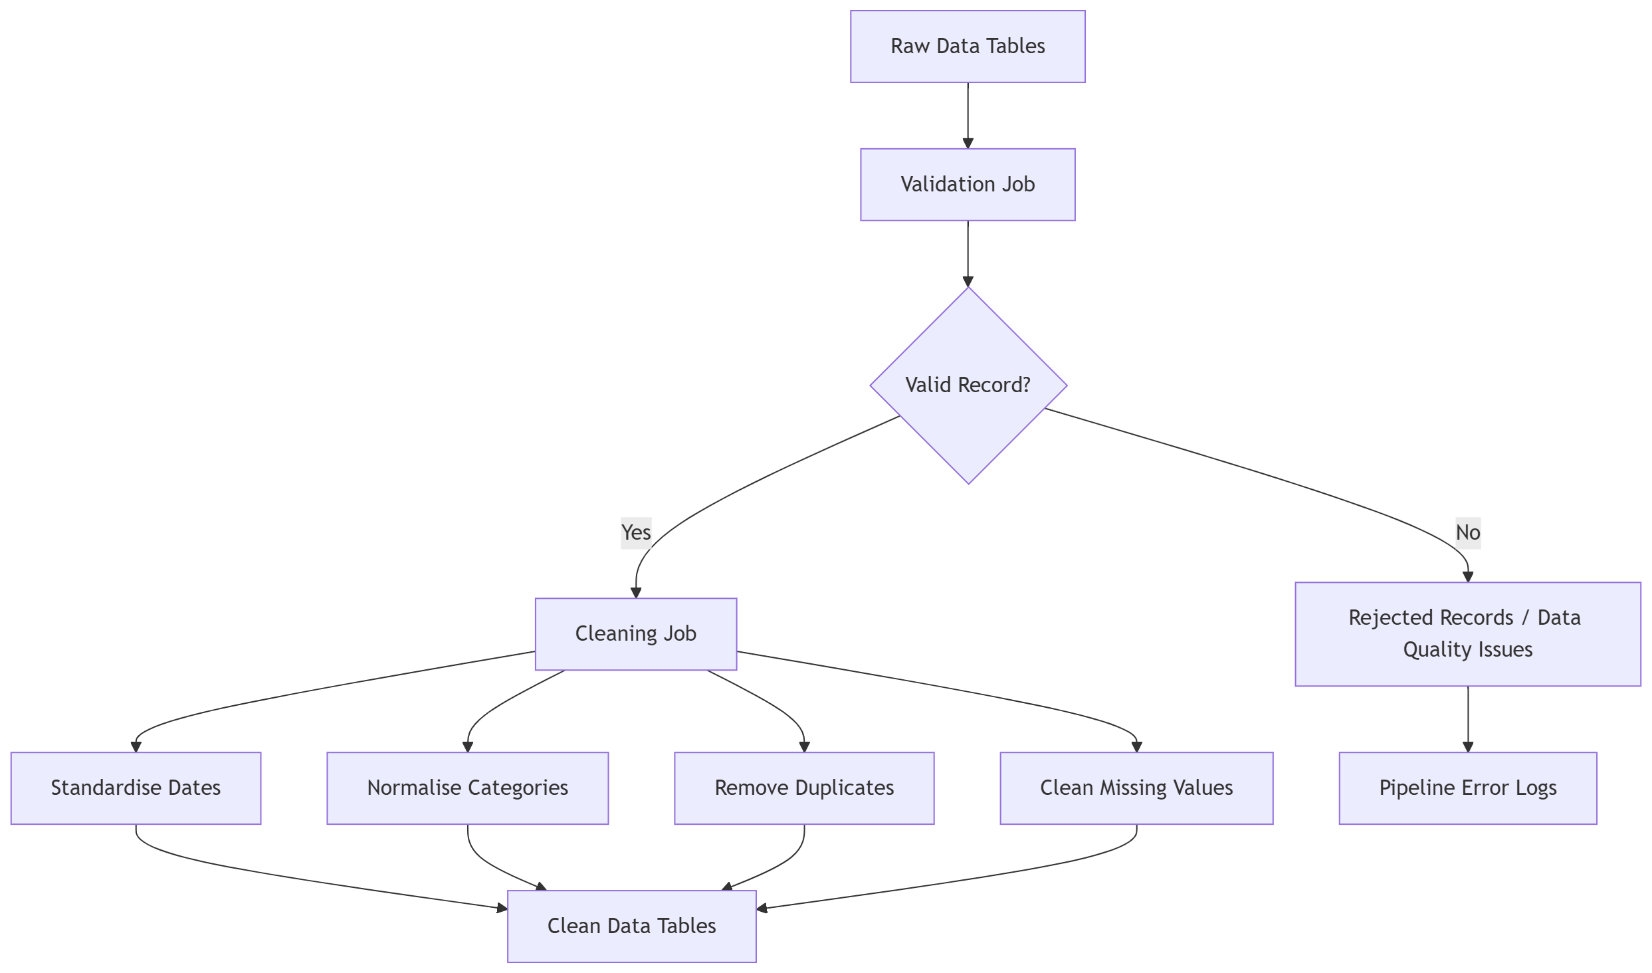 Raw Data Tables
Validation Job
Valid Record?
Yes
No
Cleaning Job
Rejected Records / Data
Quality Issues
Standardise Dates
Normalise Categories
Remove Duplicates
Clean Missing Values
Pipeline Error Logs
Clean Data Tables